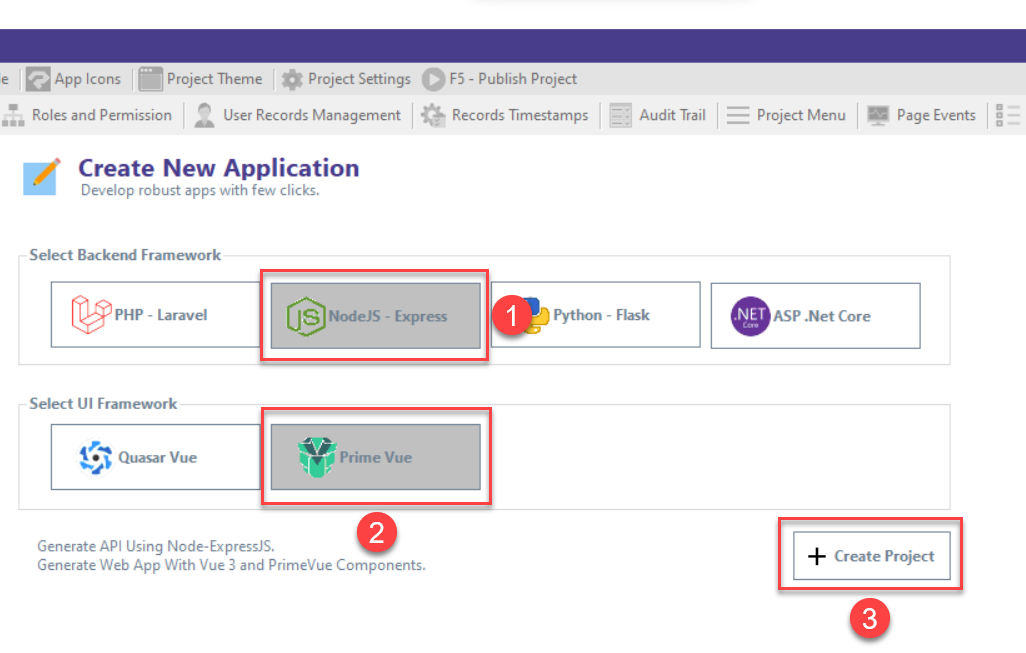 le App Icons Project Theme Project Settings F5 - Publish Project
Roles and Permission User Records Management Records Timestamps Audit Trail Project Menu Page Events
Create New Application
Develop robust apps with few clicks.
Select Backend Framework
PHP - Laravel JS NodeJS - Express 1 Python - Flask .NET Core ASP .Net Core
Select UI Framework
Quasar Vue Prime Vue
2
Generate API Using Node-ExpressJS.
Generate Web App With Vue 3 and PrimeVue Components.
+ Create Project
3